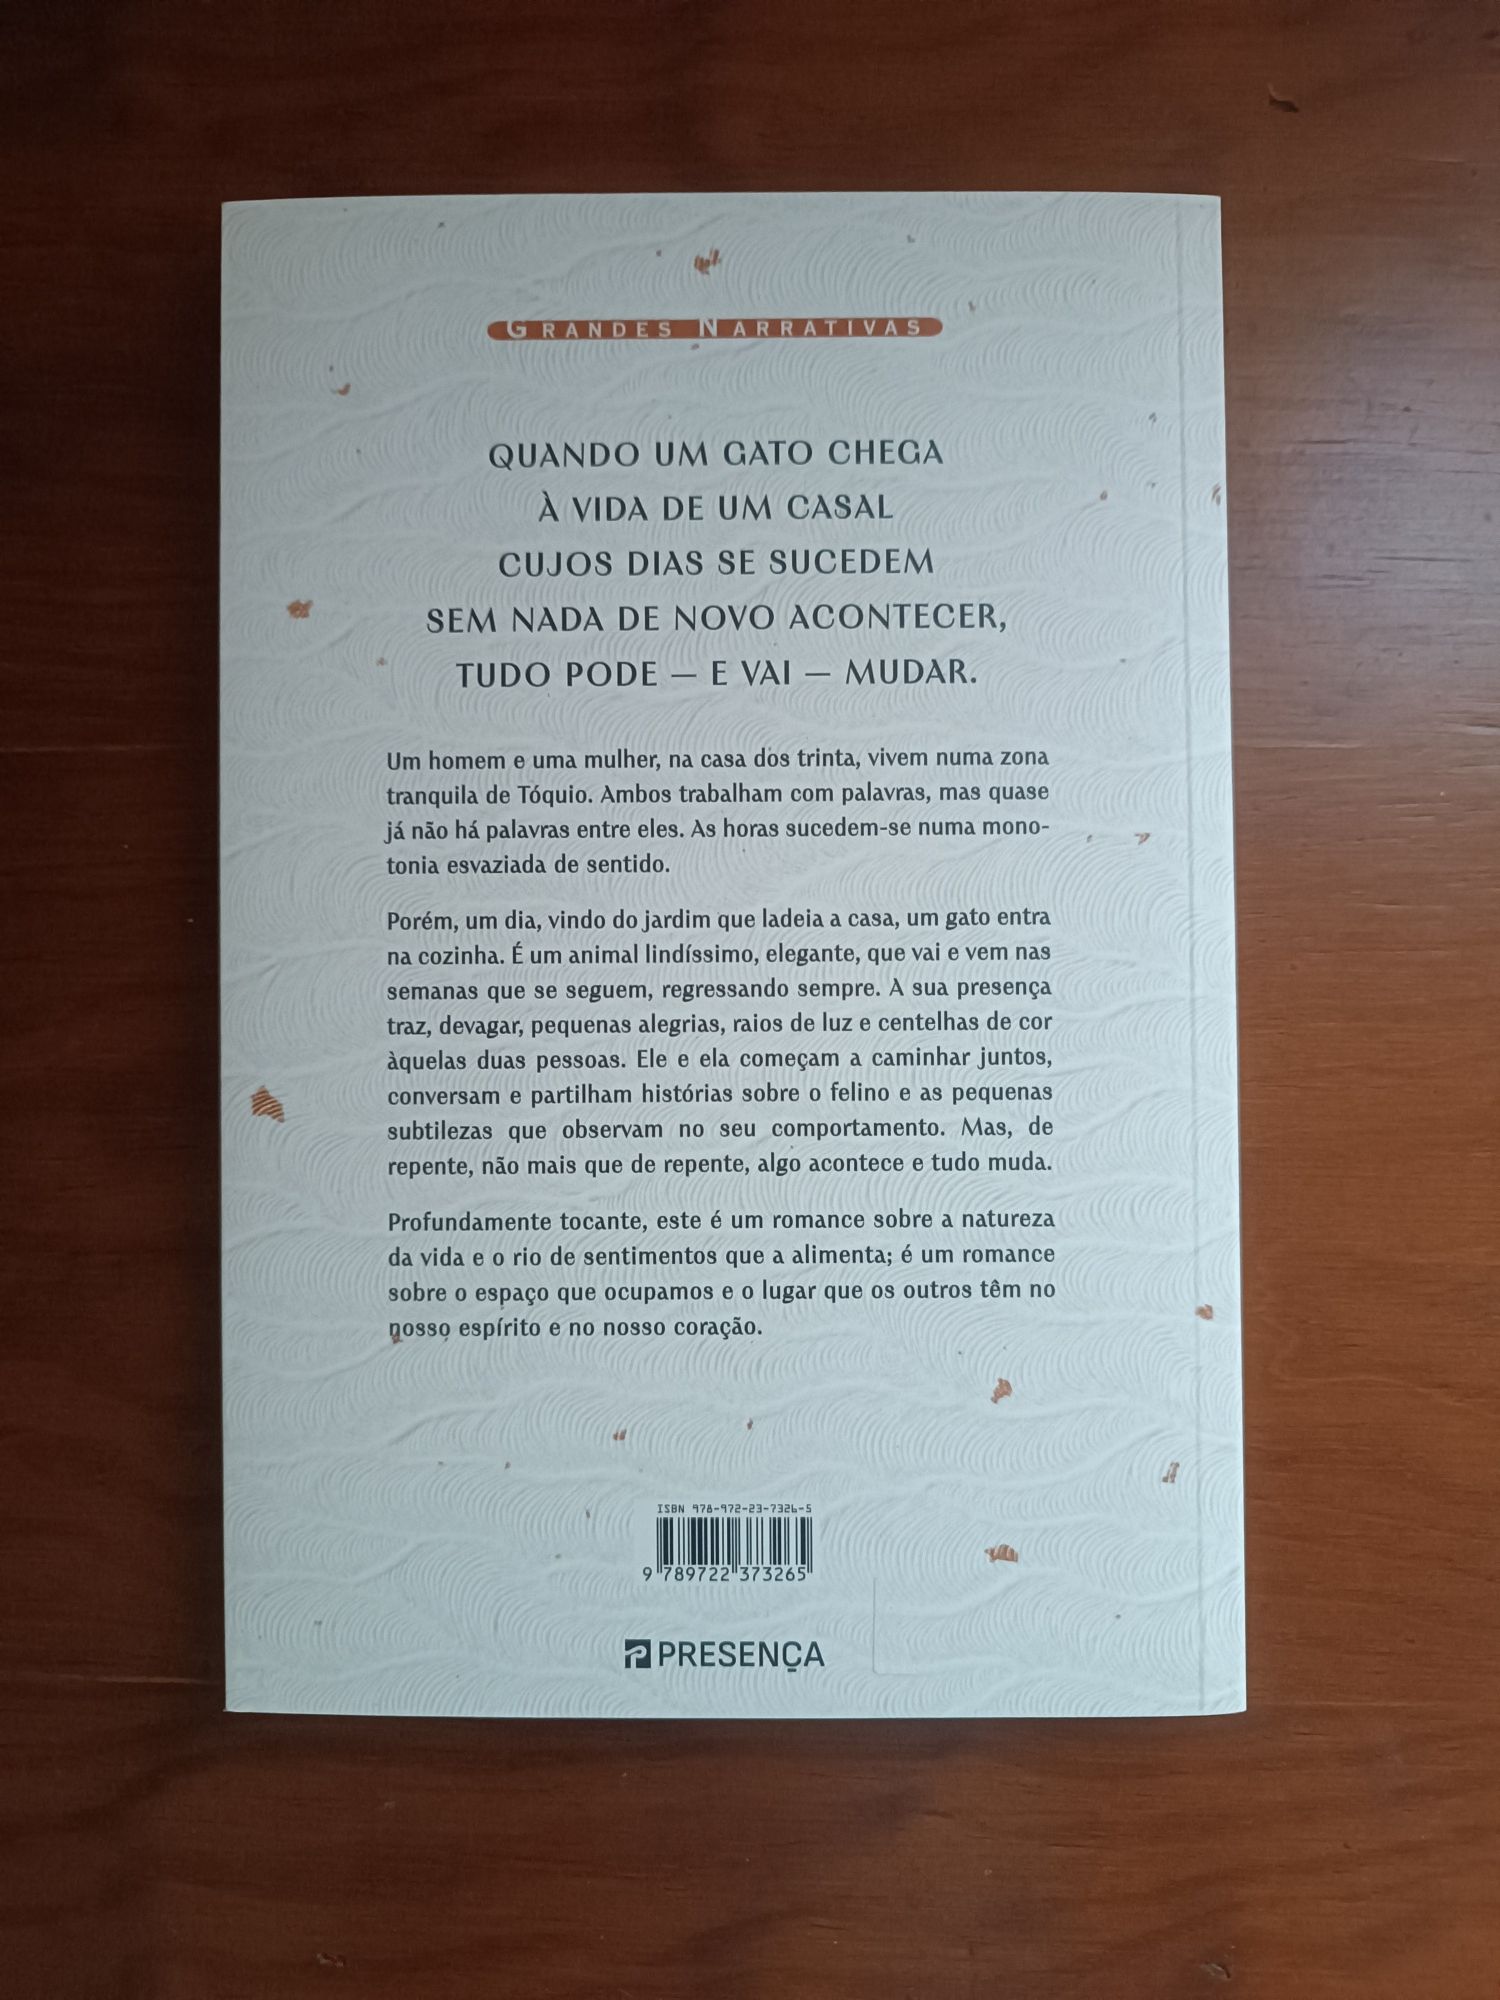 GRANDES NARRATIVAS
QUANDO UM GATO CHEGA
À VIDA DE UM CASAL
CUJOS DIAS SE SUCEDEM
SEM NADA DE NOVO ACONTECER,
TUDO PODE — E VAI — MUDAR.
Um homem e uma mulher, na casa dos trinta, vivem numa zona
tranquila de Tóquio. Ambos trabalham com palavras, mas quase
já não há palavras entre eles. As horas sucedem-se numa mono-
tonia esvaziada de sentido.
Porém, um dia, vindo do jardim que ladeia a casa, um gato entra
na cozinha. É um animal lindíssimo, elegante, que vai e vem nas
semanas que se seguem, regressando sempre. A sua presença
traz, devagar, pequenas alegrias, raios de luz e centelhas de cor
àquelas duas pessoas. Ele e ela começam a caminhar juntos,
conversam e partilham histórias sobre o felino e as pequenas
subtilezas que observam no seu comportamento. Mas, de
repente, não mais que de repente, algo acontece e tudo muda.
Profundamente tocante, este é um romance sobre a natureza
da vida e o rio de sentimentos que a alimenta; é um romance
sobre o espaço que ocupamos e o lugar que os outros têm no
nosso espírito e no nosso coração.
ISBN 978-972-23-7326-5
9 789722 373265
PRESENÇA